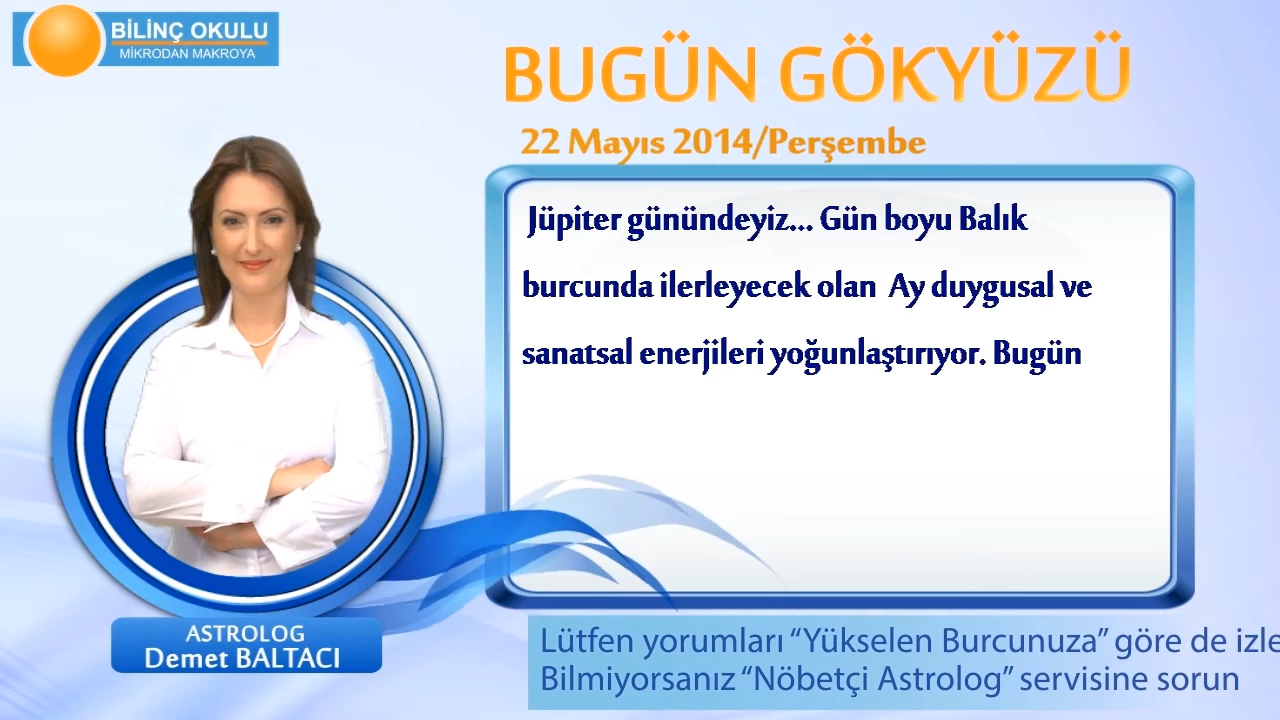 BİLİNÇ OKULU
MİKRODAN MAKROYA
BUGÜN GÖKYÜZÜ
22 Mayıs 2014/Perşembe
Jüpiter günündeyiz... Gün boyu Balık
burcunda ilerleyecek olan Ay duygusal ve
sanatsal enerjileri yoğunlaştırıyor. Bugün
ASTROLOG
Demet BALTACI
Lütfen yorumları “Yükselen Burcunuza” göre de izle
Bilmiyorsanız “Nöbetçi Astrolog” servisine sorun